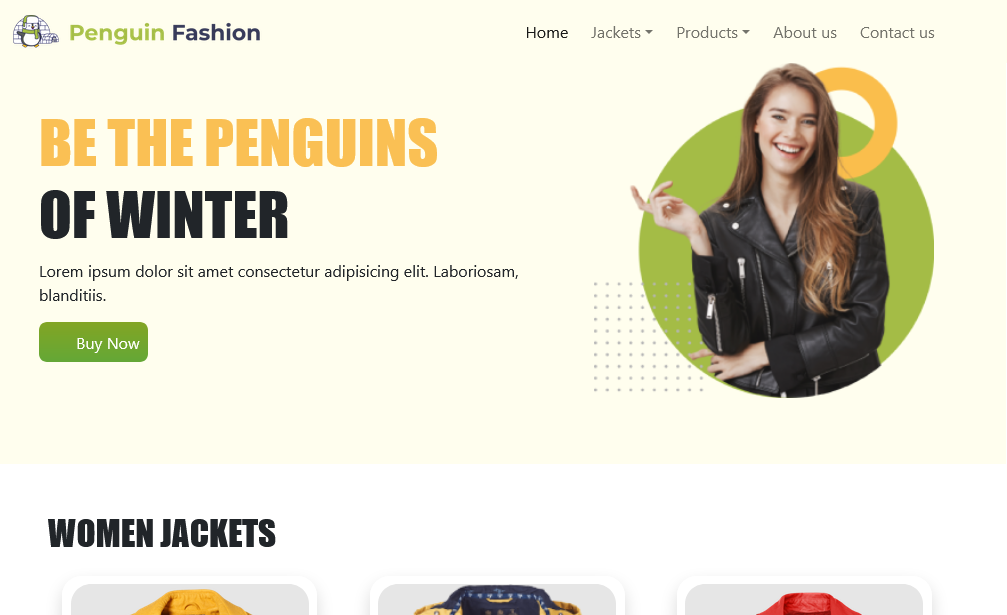 Penguin Fashion
Home Jackets Products About us Contact us
BE THE PENGUINS
OF WINTER
Lorem ipsum dolor sit amet consectetur adipisicing elit. Laboriosam,
blanditiis.
Buy Now
WOMEN JACKETS